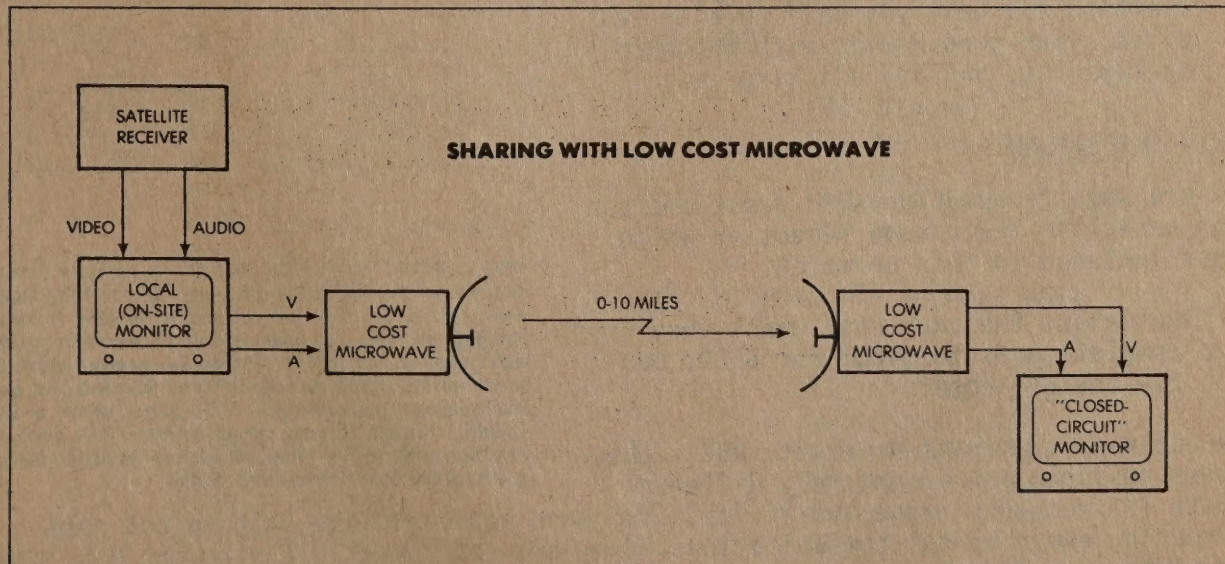 SATELLITE
RECEIVER
SHARING WITH LOW COST MICROWAVE
VIDEO
AUDIO
LOCAL
(ON-SITE)
MONITOR
V
A
LOW
COST
MICROWAVE
0-10 MILES
LOW
COST
MICROWAVE
A
V
"CLOSED-
CIRCUIT"
MONITOR